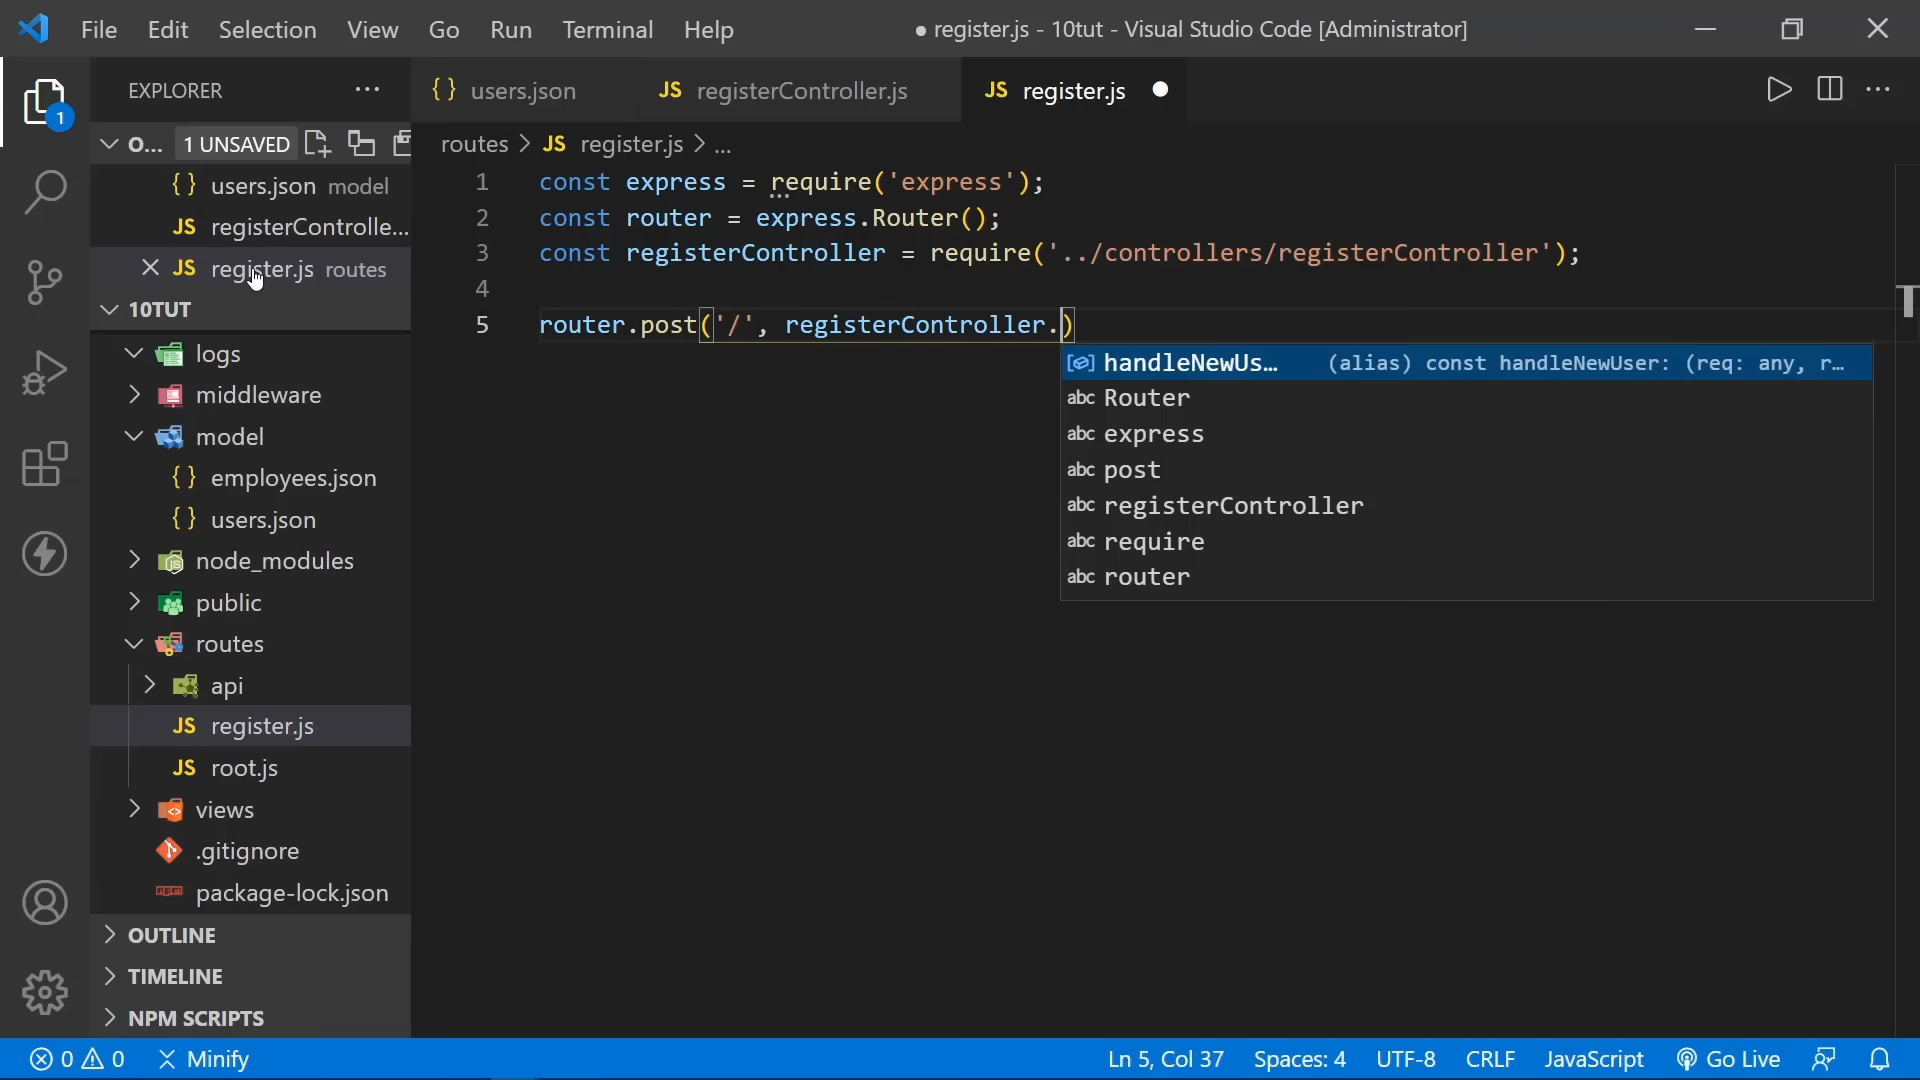 File Edit Selection View Go Run Terminal Help ● register.js - 10tut - Visual Studio Code [Administrator]
EXPLORER ...
{ } users.json JS registerController.js JS register.js ●
O... 1 UNSAVED
routes > JS register.js > ...
{ } users.json model
JS registerControlle...
JS register.js routes
10TUT
logs
middleware
model
{ } employees.json
{ } users.json
node_modules
public
routes
api
JS register.js
JS root.js
views
.gitignore
npm package-lock.json
OUTLINE
TIMELINE
NPM SCRIPTS
1
1 const express = require('express');
2 const router = express.Router();
3 const registerController = require('../controllers/registerController');
4
5 router.post('/', registerController.)
handleNewUs... (alias) const handleNewUser: (req: any, r...
abc Router
abc express
abc post
abc registerController
abc require
abc router
0 0 Minify Ln 5, Col 37 Spaces: 4 UTF-8 CRLF JavaScript Go Live